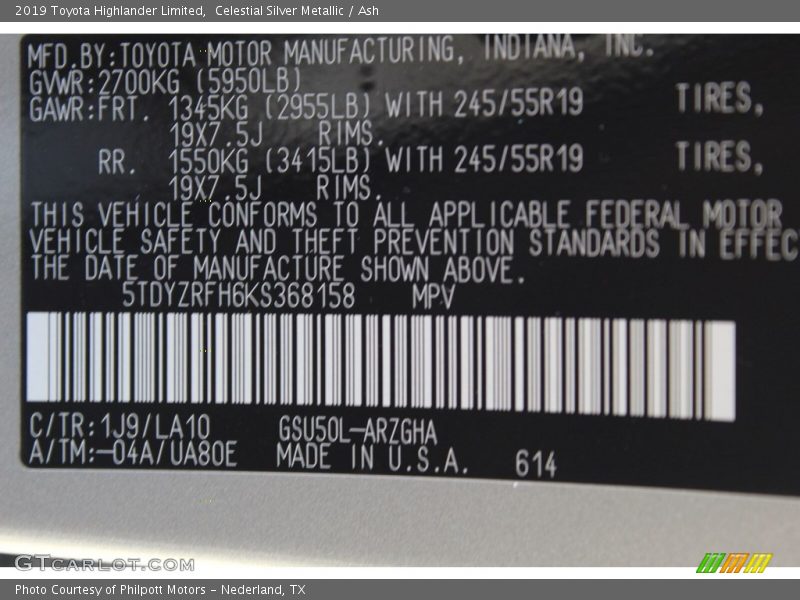 2019 Toyota Highlander Limited, Celestial Silver Metallic / Ash
MFD.BY:TOYOTA MOTOR MANUFACTURING, INDIANA, INC.
GVWR:2700KG (5950LB)
GAWR:FRT. 1345KG (2955LB) WITH 245/55R19 TIRES,
19X7.5J RIMS.
RR. 1550KG (3415LB) WITH 245/55R19 TIRES,
19X7.5J RIMS.
THIS VEHICLE CONFORMS TO ALL APPLICABLE FEDERAL MOTOR
VEHICLE SAFETY AND THEFT PREVENTION STANDARDS IN EFFEC
THE DATE OF MANUFACTURE SHOWN ABOVE.
5TDYZRFH6KS368158 MPV
C/TR:1J9/LA10 GSU50L-ARZGHA
A/TM:-04A/UA80E MADE IN U.S.A. 614
GTCARLOT.COM
Photo Courtesy of Philpott Motors - Nederland, TX